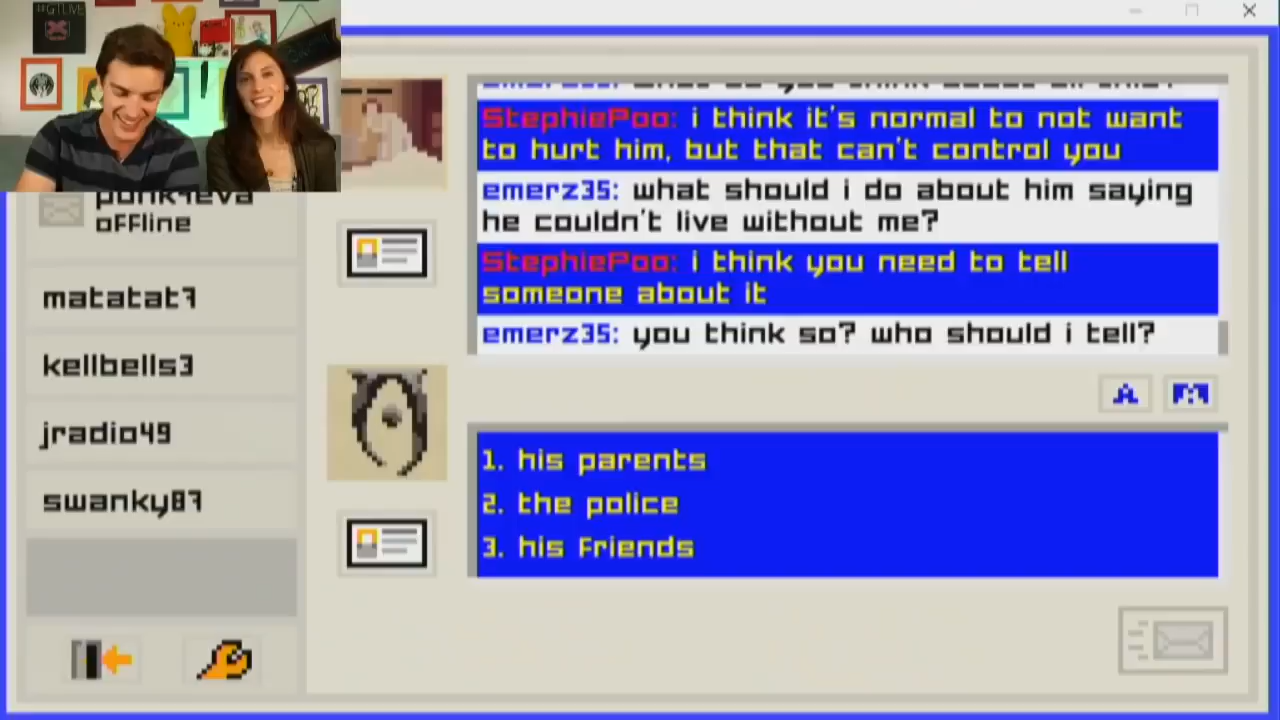 #GTLIVE
StephiePoo: i think it's normal to not want
to hurt him, but that can't control you
emerz35: what should i do about him saying
he couldn't live without me?
StephiePoo: i think you need to tell
someone about it
emerz35: you think so? who should i tell?
punk4eva
offline
matatat7
kellbells3
jradio49
swanky87
A
1. his parents
2. the police
3. his friends